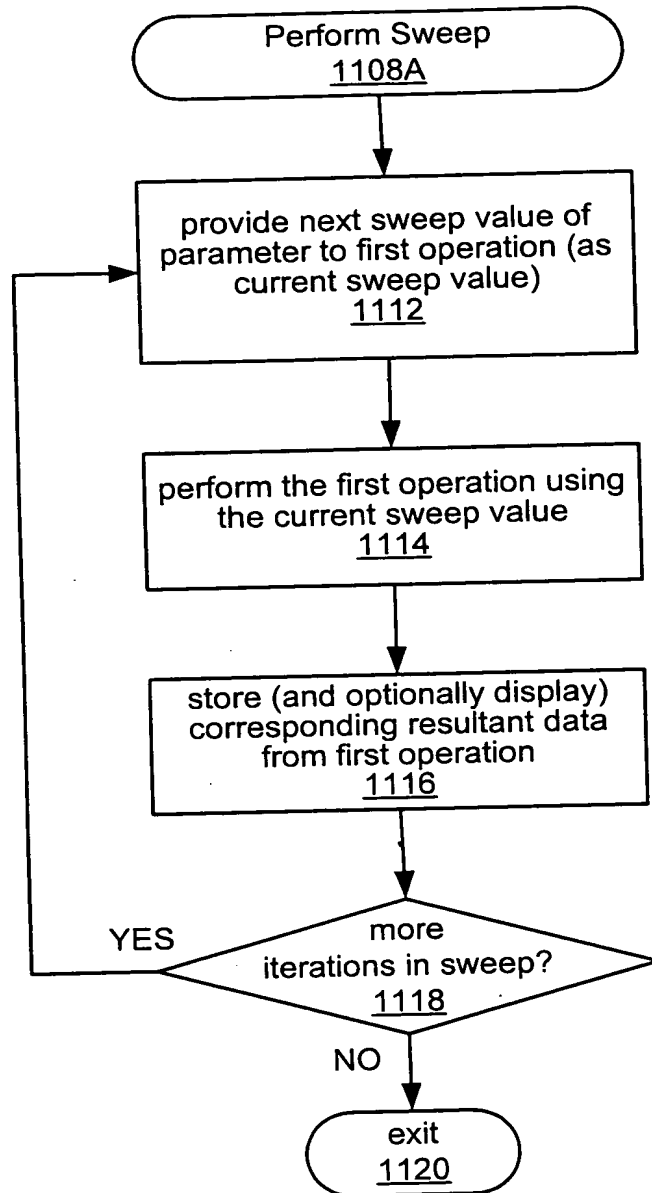 Perform Sweep
1108A
provide next sweep value of
parameter to first operation (as
current sweep value)
1112
perform the first operation using
the current sweep value
1114
store (and optionally display)
corresponding resultant data
from first operation
1116
YES
more
iterations in sweep?
1118
NO
exit
1120